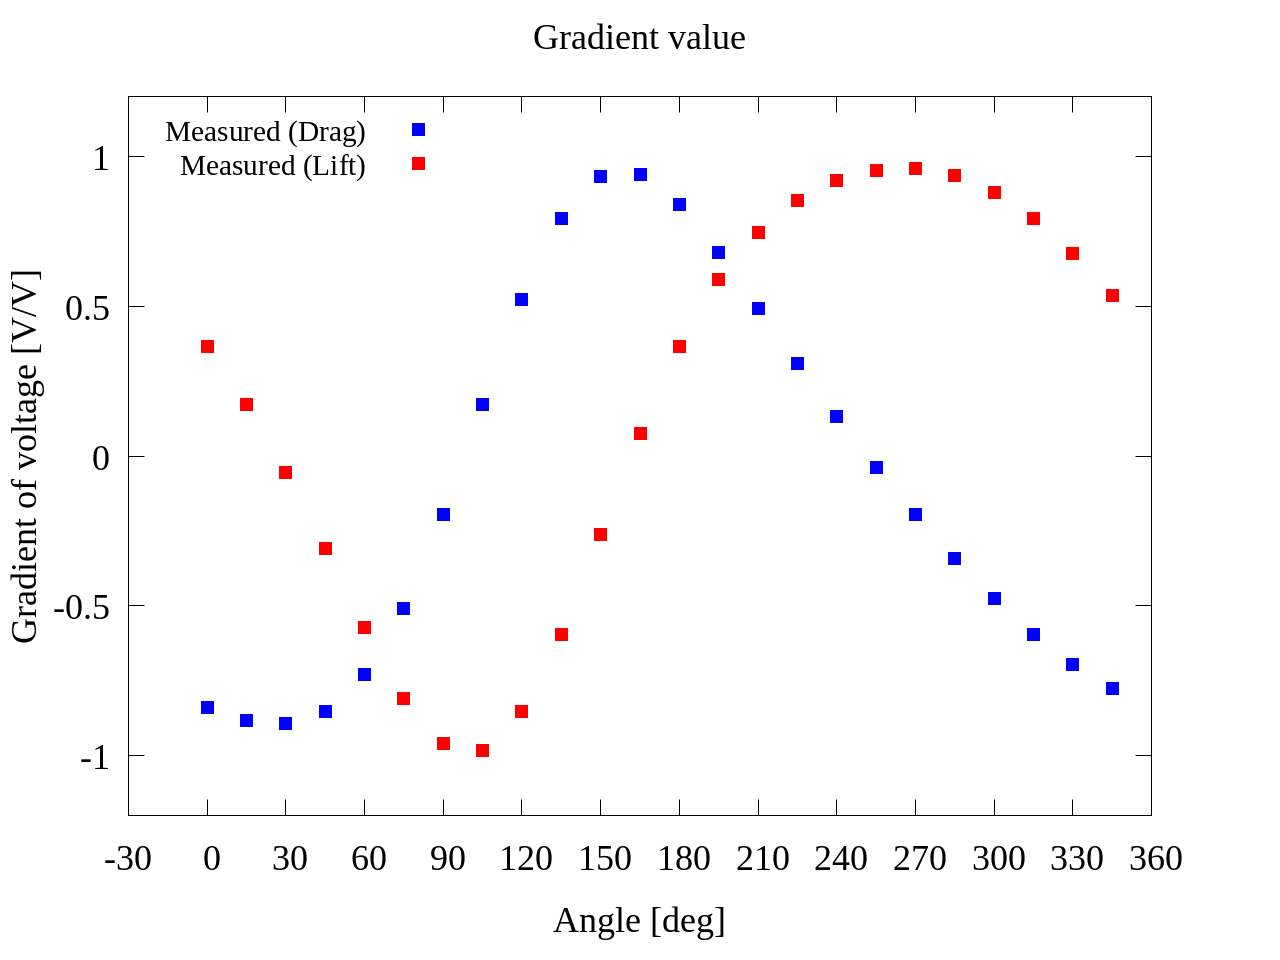 Gradient value
Measured (Drag)
Measured (Lift)
1
0.5
0
-0.5
-1
Gradient of voltage [V/V]
-30 0 30 60 90 120 150 180 210 240 270 300 330 360
Angle [deg]